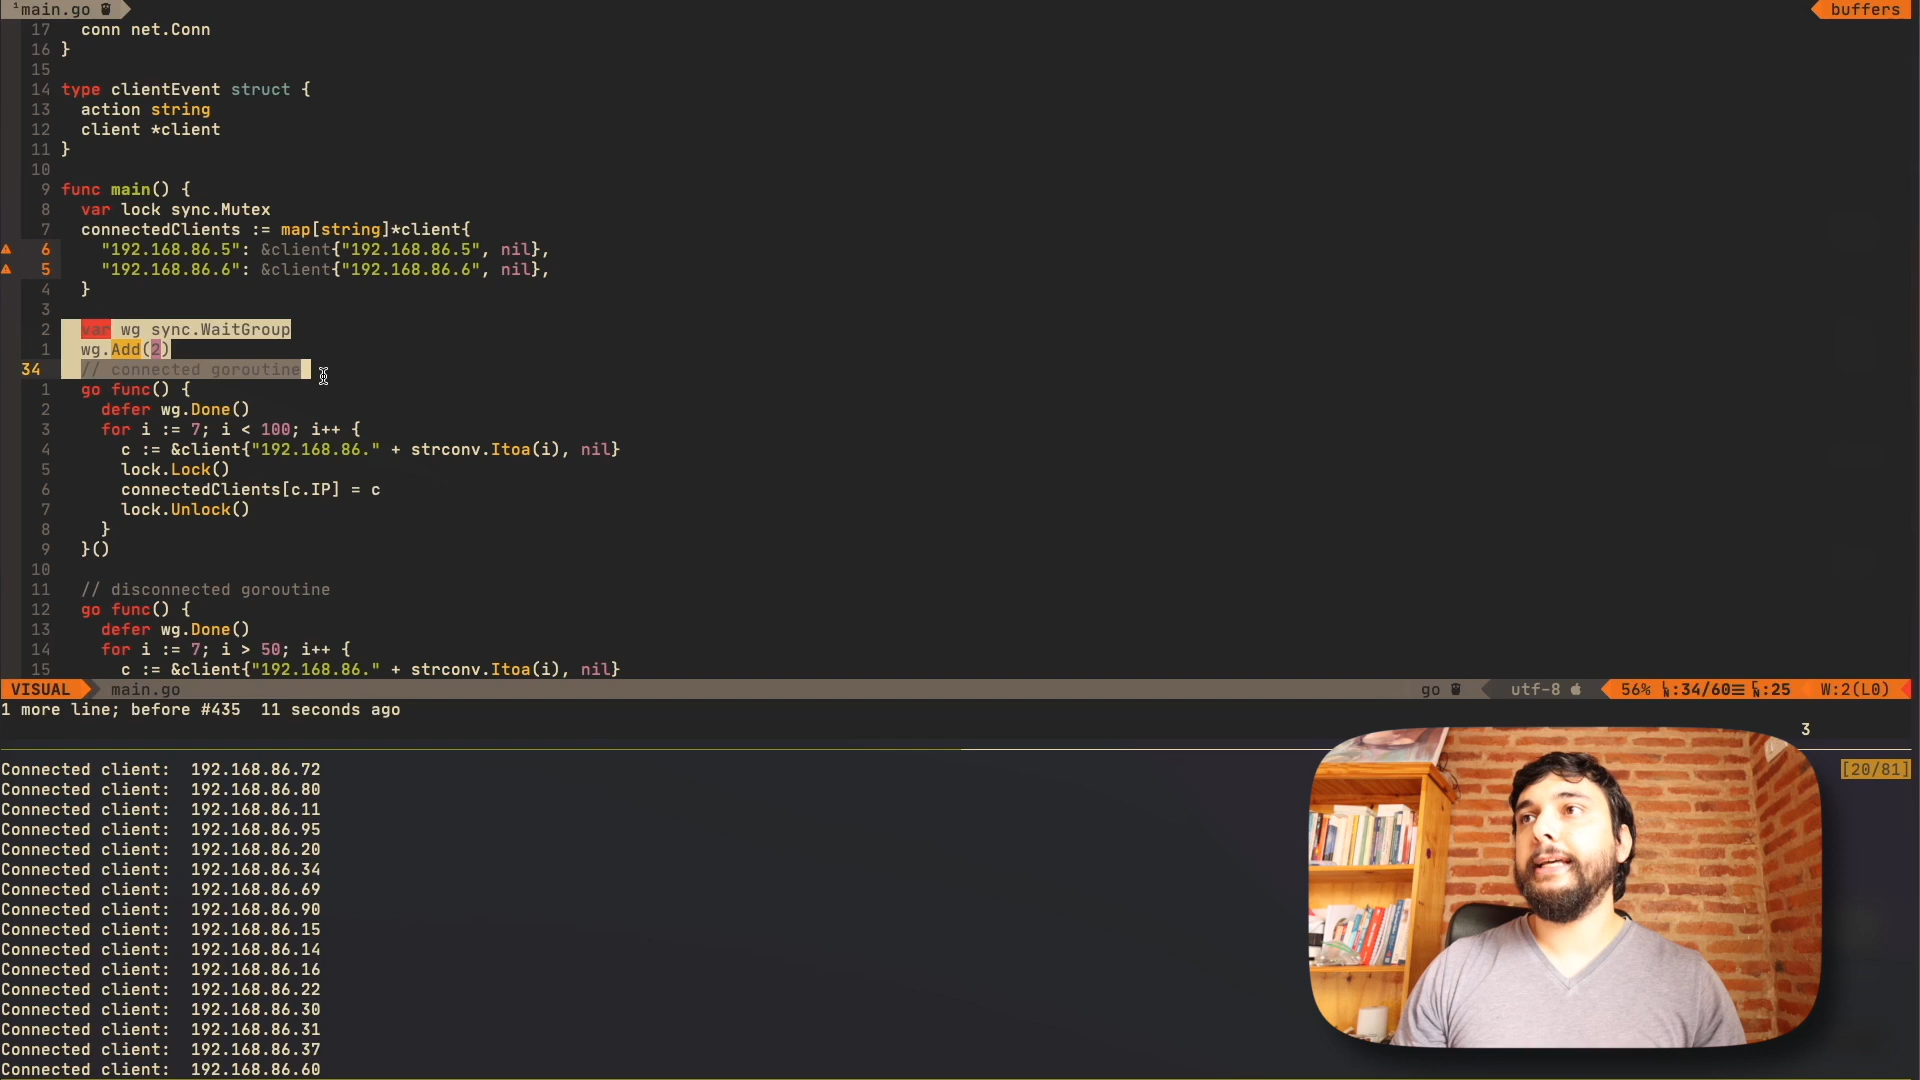 ¹main.go
buffers
17 conn net.Conn
16 }
15
14 type clientEvent struct {
13 action string
12 client *client
11 }
10
9 func main() {
8 var lock sync.Mutex
7 connectedClients := map[string]*client{
6 "192.168.86.5": &client{"192.168.86.5", nil},
5 "192.168.86.6": &client{"192.168.86.6", nil},
4 }
3
2 var wg sync.WaitGroup
1 wg.Add(2)
34 // connected goroutine
1 go func() {
2 defer wg.Done()
3 for i := 7; i < 100; i++ {
4 c := &client{"192.168.86." + strconv.Itoa(i), nil}
5 lock.Lock()
6 connectedClients[c.IP] = c
7 lock.Unlock()
8 }
9 }()
10
11 // disconnected goroutine
12 go func() {
13 defer wg.Done()
14 for i := 7; i > 50; i++ {
15 c := &client{"192.168.86." + strconv.Itoa(i), nil}
VISUAL main.go go utf-8 56% :34/60 :25 W:2(L0)
1 more line; before #435 11 seconds ago
3
[20/81]
Connected client: 192.168.86.72
Connected client: 192.168.86.80
Connected client: 192.168.86.11
Connected client: 192.168.86.95
Connected client: 192.168.86.20
Connected client: 192.168.86.34
Connected client: 192.168.86.69
Connected client: 192.168.86.90
Connected client: 192.168.86.15
Connected client: 192.168.86.14
Connected client: 192.168.86.16
Connected client: 192.168.86.22
Connected client: 192.168.86.30
Connected client: 192.168.86.31
Connected client: 192.168.86.37
Connected client: 192.168.86.60